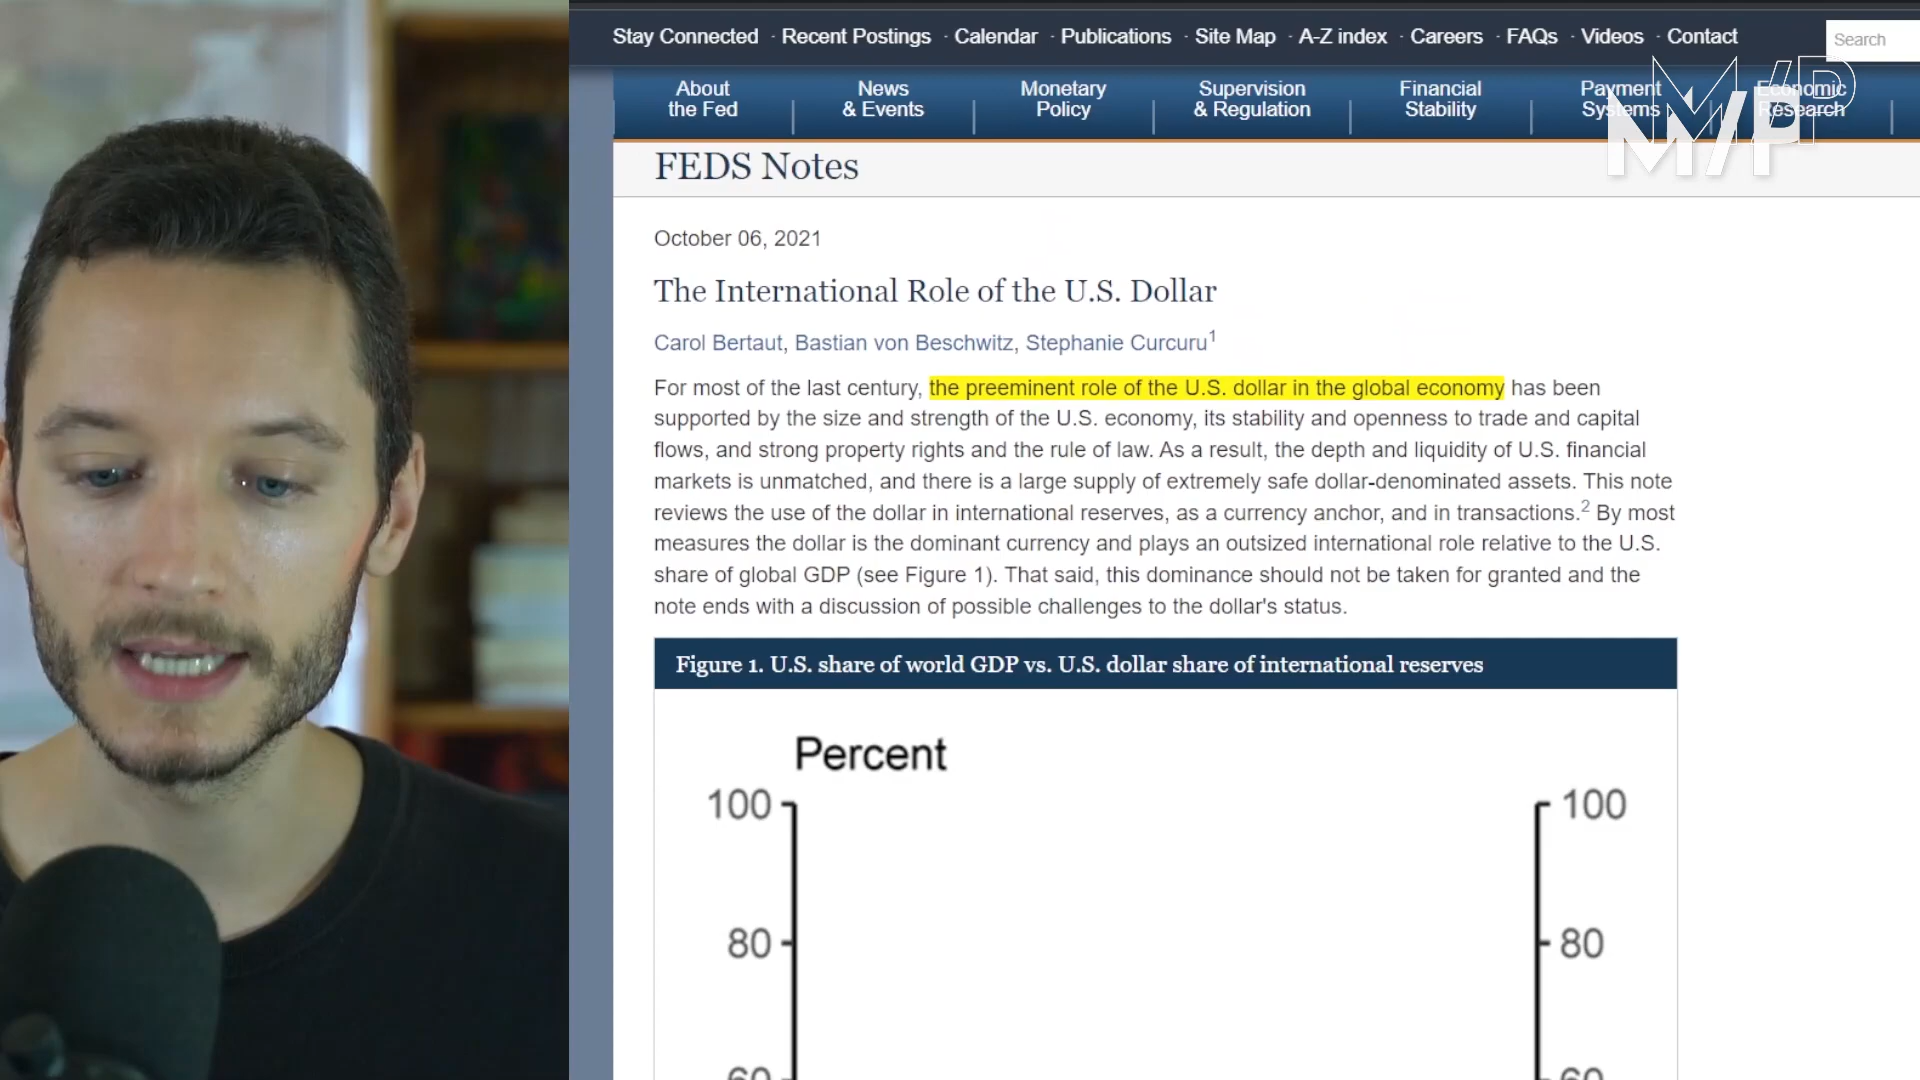 Stay Connected · Recent Postings · Calendar · Publications · Site Map · A-Z index · Careers · FAQs · Videos · Contact
Search
About the Fed
News & Events
Monetary Policy
Supervision & Regulation
Financial Stability
Payment Systems
Economic Research
M/P
M/P
FEDS Notes
October 06, 2021
The International Role of the U.S. Dollar
Carol Bertaut, Bastian von Beschwitz, Stephanie Curcuru1
For most of the last century, the preeminent role of the U.S. dollar in the global economy has been
supported by the size and strength of the U.S. economy, its stability and openness to trade and capital
flows, and strong property rights and the rule of law. As a result, the depth and liquidity of U.S. financial
markets is unmatched, and there is a large supply of extremely safe dollar-denominated assets. This note
reviews the use of the dollar in international reserves, as a currency anchor, and in transactions.2 By most
measures the dollar is the dominant currency and plays an outsized international role relative to the U.S.
share of global GDP (see Figure 1). That said, this dominance should not be taken for granted and the
note ends with a discussion of possible challenges to the dollar's status.
Figure 1. U.S. share of world GDP vs. U.S. dollar share of international reserves
Percent
100 100
80 80
60 60